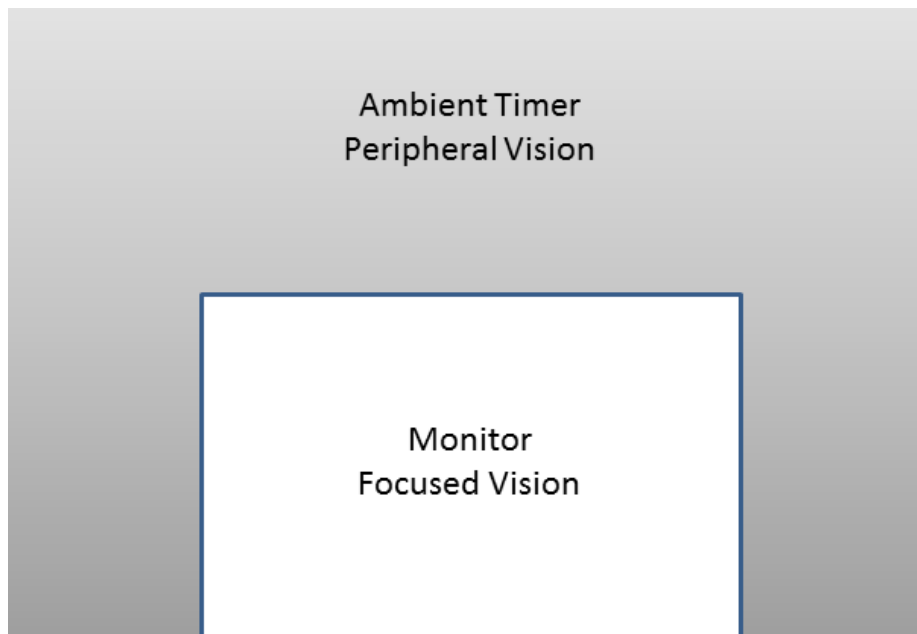 Ambient Timer
Peripheral Vision
Monitor
Focused Vision